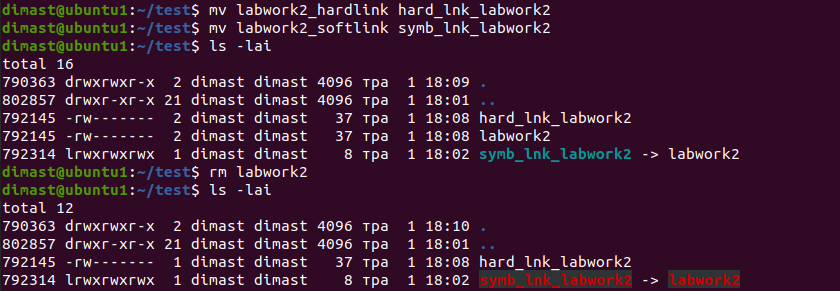 dimast@ubuntu1:~/test$ mv labwork2_hardlink hard_lnk_labwork2
dimast@ubuntu1:~/test$ mv labwork2_softlink symb_lnk_labwork2
dimast@ubuntu1:~/test$ ls -lai
total 16
790363 drwxrwxr-x  2 dimast dimast 4096 тра  1 18:09 .
802857 drwxr-xr-x 21 dimast dimast 4096 тра  1 18:01 ..
792145 -rw-------  2 dimast dimast   37 тра  1 18:08 hard_lnk_labwork2
792145 -rw-------  2 dimast dimast   37 тра  1 18:08 labwork2
792314 lrwxrwxrwx  1 dimast dimast    8 тра  1 18:02 symb_lnk_labwork2 -> labwork2
dimast@ubuntu1:~/test$ rm labwork2
dimast@ubuntu1:~/test$ ls -lai
total 12
790363 drwxrwxr-x  2 dimast dimast 4096 тра  1 18:10 .
802857 drwxr-xr-x 21 dimast dimast 4096 тра  1 18:01 ..
792145 -rw-------  1 dimast dimast   37 тра  1 18:08 hard_lnk_labwork2
792314 lrwxrwxrwx  1 dimast dimast    8 тра  1 18:02 symb_lnk_labwork2 -> labwork2